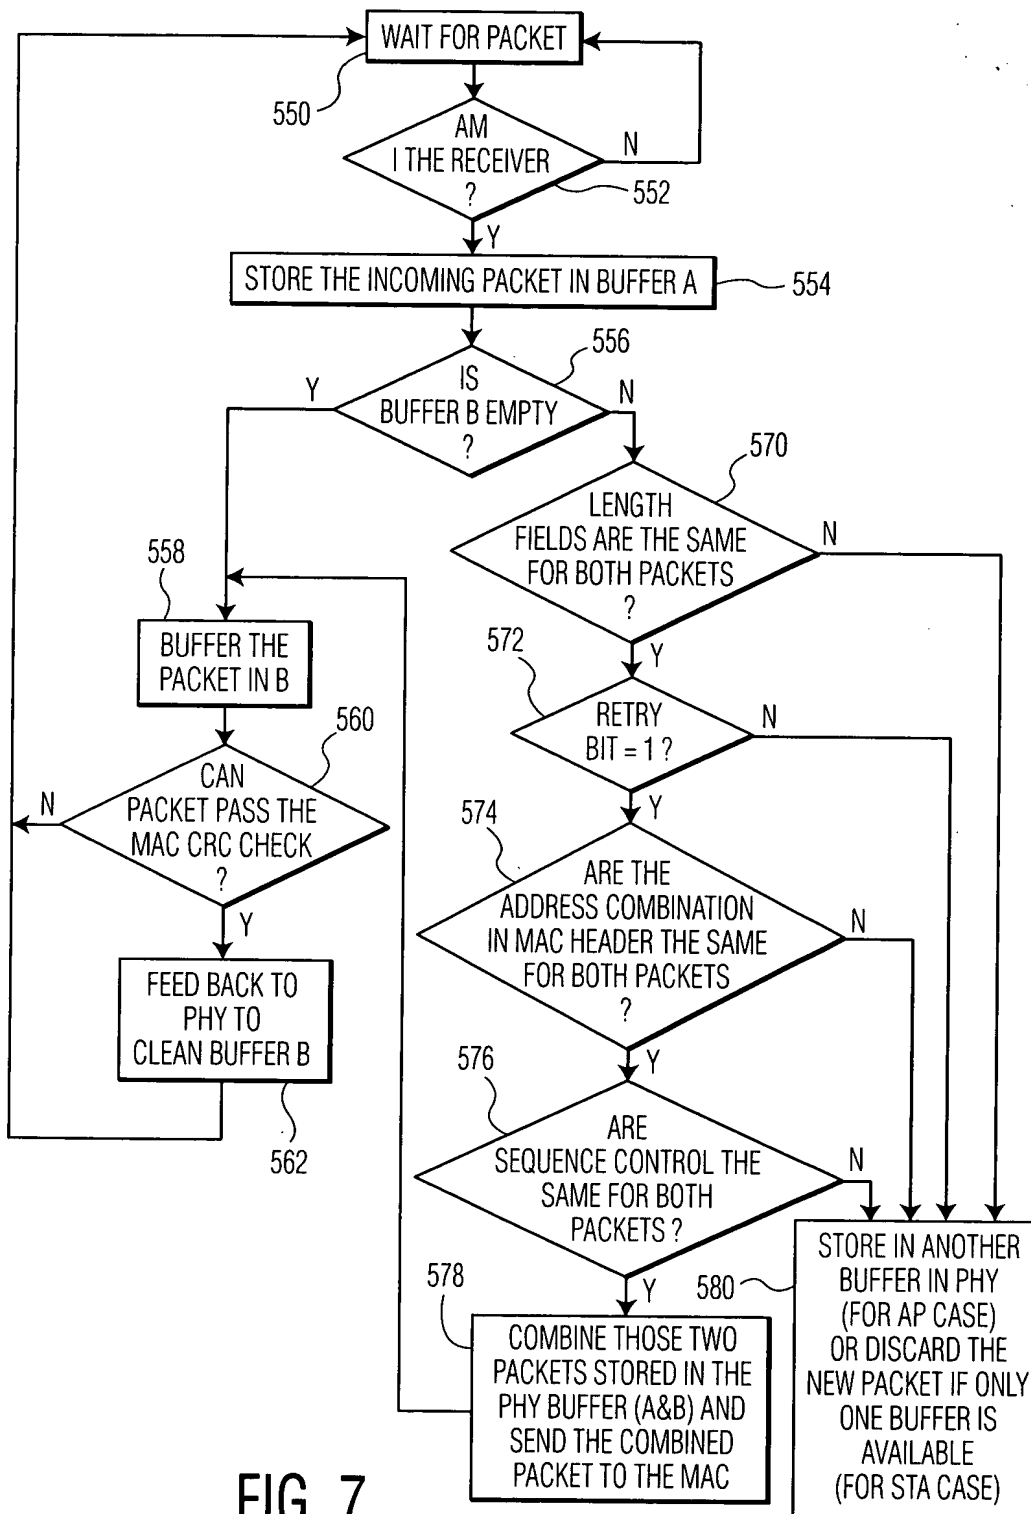 WAIT FOR PACKET
550
AM
I THE RECEIVER
?
N
552
Y
STORE THE INCOMING PACKET IN BUFFER A
554
556
IS
BUFFER B EMPTY
?
Y
N
570
LENGTH
FIELDS ARE THE SAME
FOR BOTH PACKETS
?
N
Y
558
BUFFER THE
PACKET IN B
572
RETRY
BIT = 1 ?
N
Y
560
CAN
PACKET PASS THE
MAC CRC CHECK
?
N
Y
574
ARE THE
ADDRESS COMBINATION
IN MAC HEADER THE SAME
FOR BOTH PACKETS
?
N
Y
FEED BACK TO
PHY TO
CLEAN BUFFER B
562
576
ARE
SEQUENCE CONTROL THE
SAME FOR BOTH
PACKETS ?
N
Y
578
COMBINE THOSE TWO
PACKETS STORED IN THE
PHY BUFFER (A&B) AND
SEND THE COMBINED
PACKET TO THE MAC
580
STORE IN ANOTHER
BUFFER IN PHY
(FOR AP CASE)
OR DISCARD THE
NEW PACKET IF ONLY
ONE BUFFER IS
AVAILABLE
(FOR STA CASE)
FIG. 7